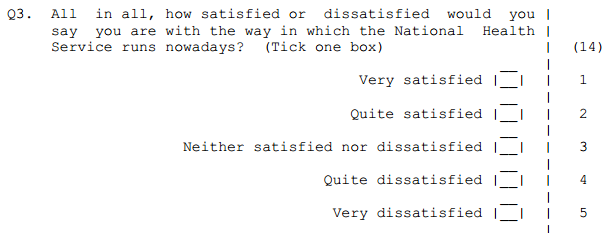 Q3. All in all, how satisfied or dissatisfied would you
say you are with the way in which the National Health
Service runs nowadays? (Tick one box) (14)
Very satisfied 1
Quite satisfied 2
Neither satisfied nor dissatisfied 3
Quite dissatisfied 4
Very dissatisfied 5